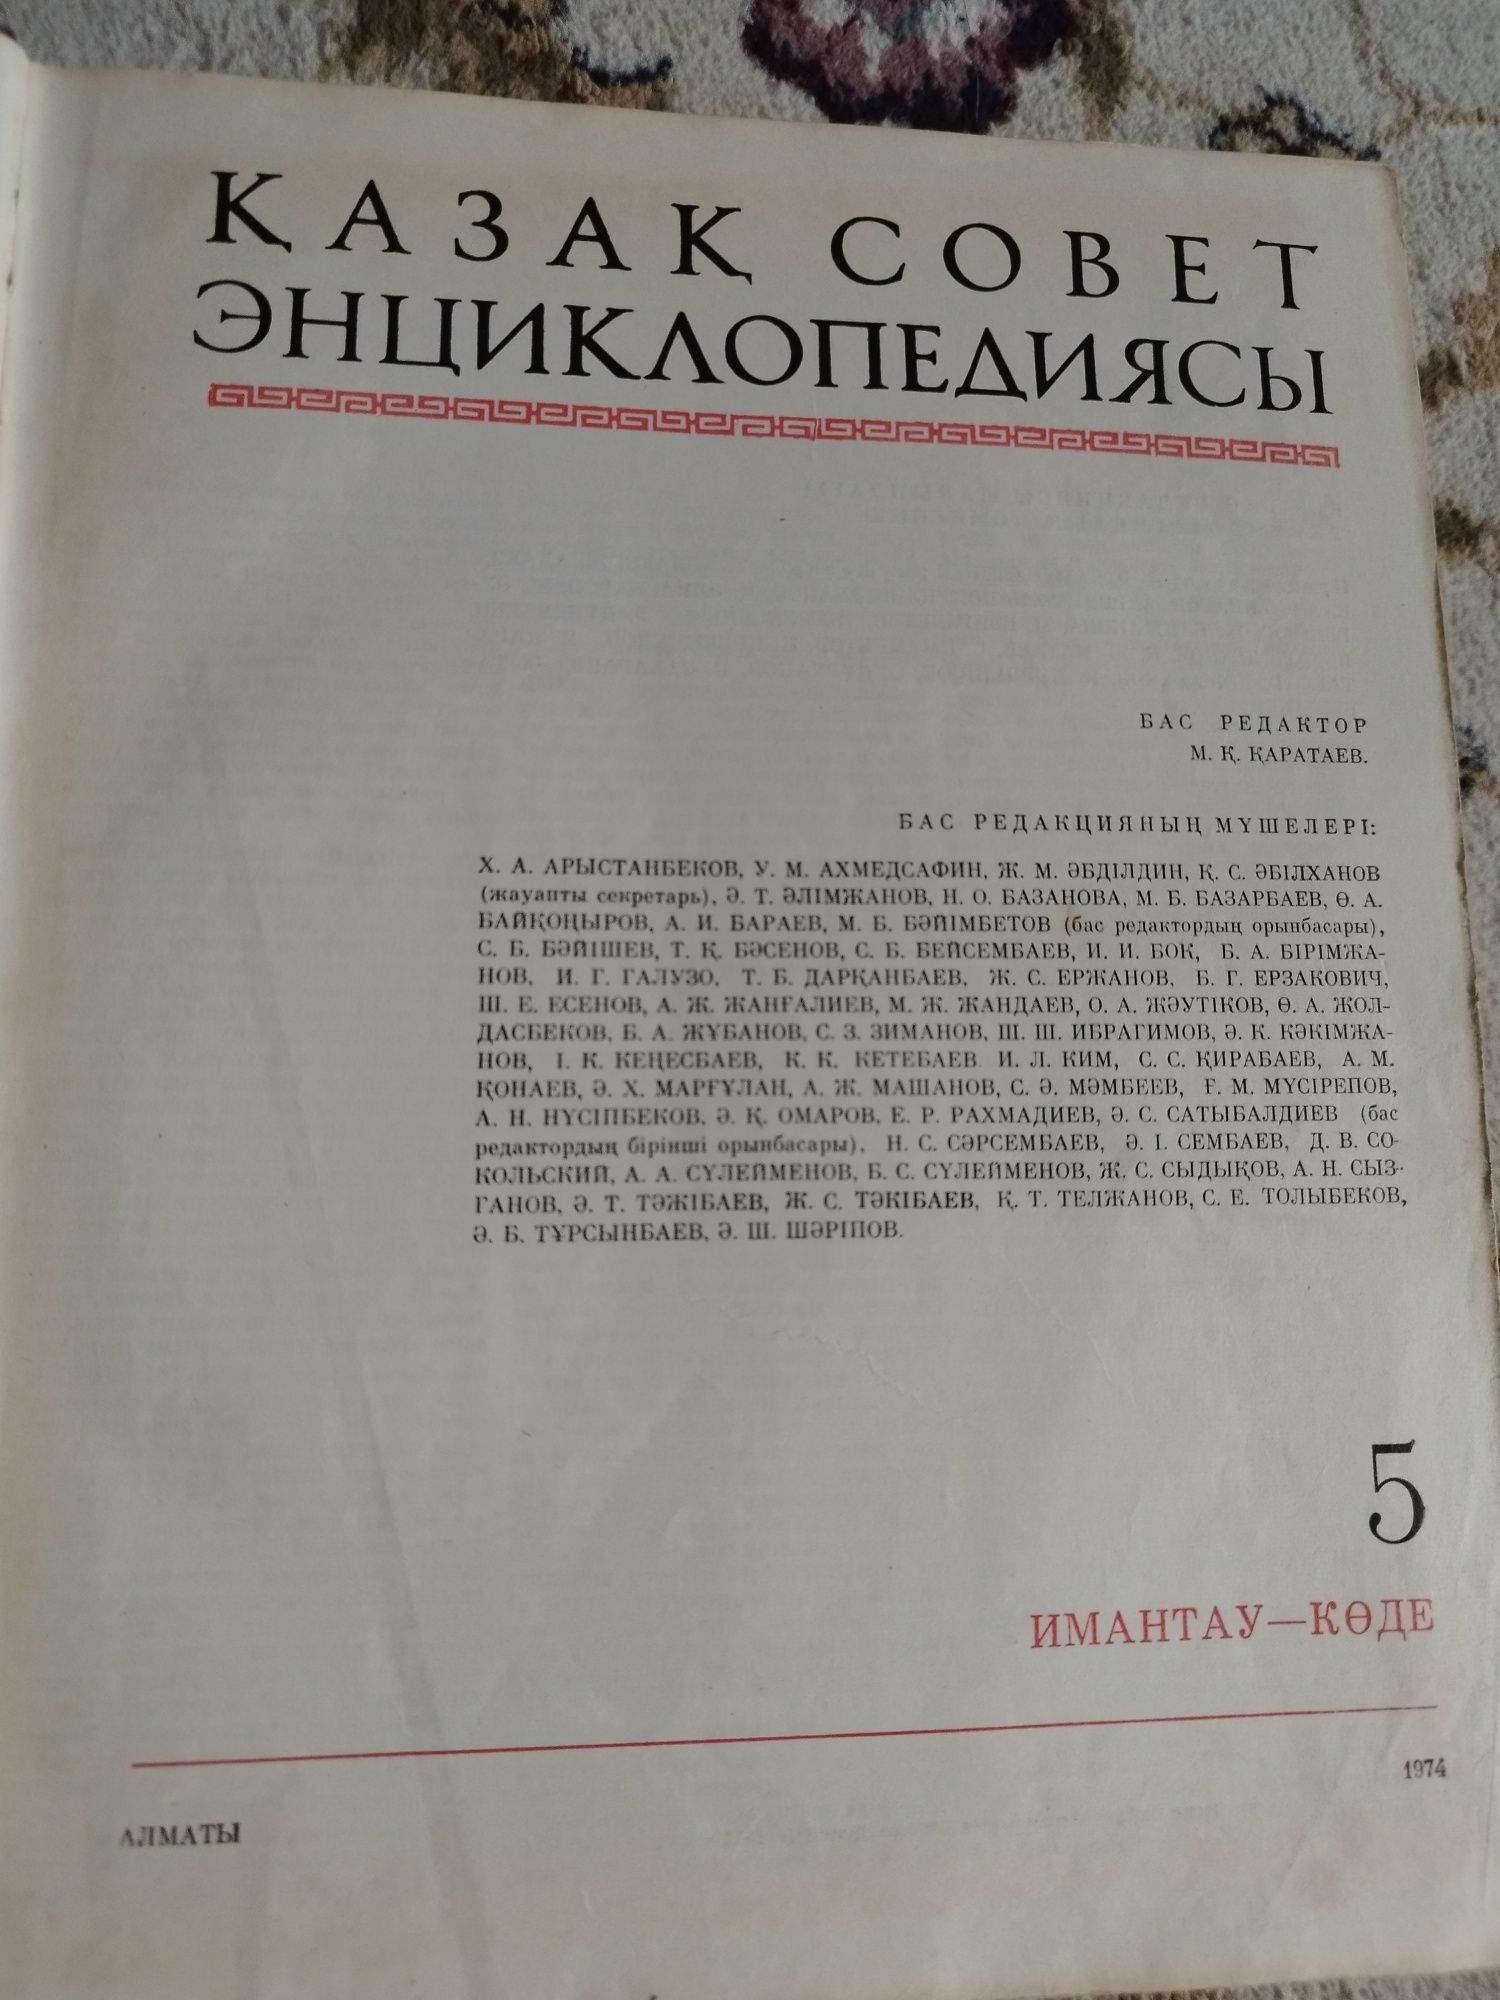 ҚАЗАҚ СОВЕТ
ЭНЦИКЛОПЕДИЯСЫ
БАС РЕДАКТОР
М. Қ. ҚАРАТАЕВ.
БАС РЕДАКЦИЯНЫҢ МҮШЕЛЕРІ:
Х. А. АРЫСТАНБЕКОВ, У. М. АХМЕДСАФИН, Ж. М. ӘБДІЛДИН, Қ. С. ӘБІЛХАНОВ
(жауапты секретарь), Ә. Т. ӘЛІМЖАНОВ, Н. О. БАЗАНОВА, М. Б. БАЗАРБАЕВ, Ө. А.
БАЙҚОҢЫРОВ, А. И. БАРАЕВ, М. Б. БӘЙІМБЕТОВ (бас редактордың орынбасары),
С. Б. БӘЙІШЕВ, Т. Қ. БӘСЕНОВ, С. Б. БЕЙСЕМБАЕВ, И. И. БОК, Б. А. БІРІМЖА-
НОВ, И. Г. ГАЛУЗО, Т. Б. ДАРҚАНБАЕВ, Ж. С. ЕРЖАНОВ, Б. Г. ЕРЗАКОВИЧ,
Ш. Е. ЕСЕНОВ, А. Ж. ЖАНҒАЛИЕВ, М. Ж. ЖАНДАЕВ, О. А. ЖӘУТІКОВ, Ө. А. ЖОЛ-
ДАСБЕКОВ, Б. А. ЖҰБАНОВ, С. З. ЗИМАНОВ, Ш. Ш. ИБРАГИМОВ, Ә. К. КӘКІМЖА-
НОВ, І. К. КЕҢЕСБАЕВ, К. К. КЕТЕБАЕВ. И. Л. КИМ, С. С. ҚИРАБАЕВ, А. М.
ҚОНАЕВ, Ә. Х. МАРҒҰЛАН, А. Ж. МАШАНОВ, С. Ә. МӘМБЕЕВ, Ғ. М. МҮСІРЕПОВ,
А. Н. НҮСІПБЕКОВ, Ә. Қ. ОМАРОВ, Е. Р. РАХМАДИЕВ, Ә. С. САТЫБАЛДИЕВ (бас
редактордың бірінші орынбасары), Н. С. СӘРСЕМБАЕВ, Ә. І. СЕМБАЕВ, Д. В. СО-
КОЛЬСКИЙ, А. А. СҮЛЕЙМЕНОВ, Б. С. СҮЛЕЙМЕНОВ, Ж. С. СЫДЫҚОВ, А. Н. СЫЗ-
ГАНОВ, Ә. Т. ТӘЖІБАЕВ, Ж. С. ТӘКІБАЕВ, Қ. Т. ТЕЛЖАНОВ, С. Е. ТОЛЫБЕКОВ,
Ә. Б. ТҰРСЫНБАЕВ, Ә. Ш. ШӘРІПОВ.
5
ИМАНТАУ—КӨДЕ
1974
АЛМАТЫ